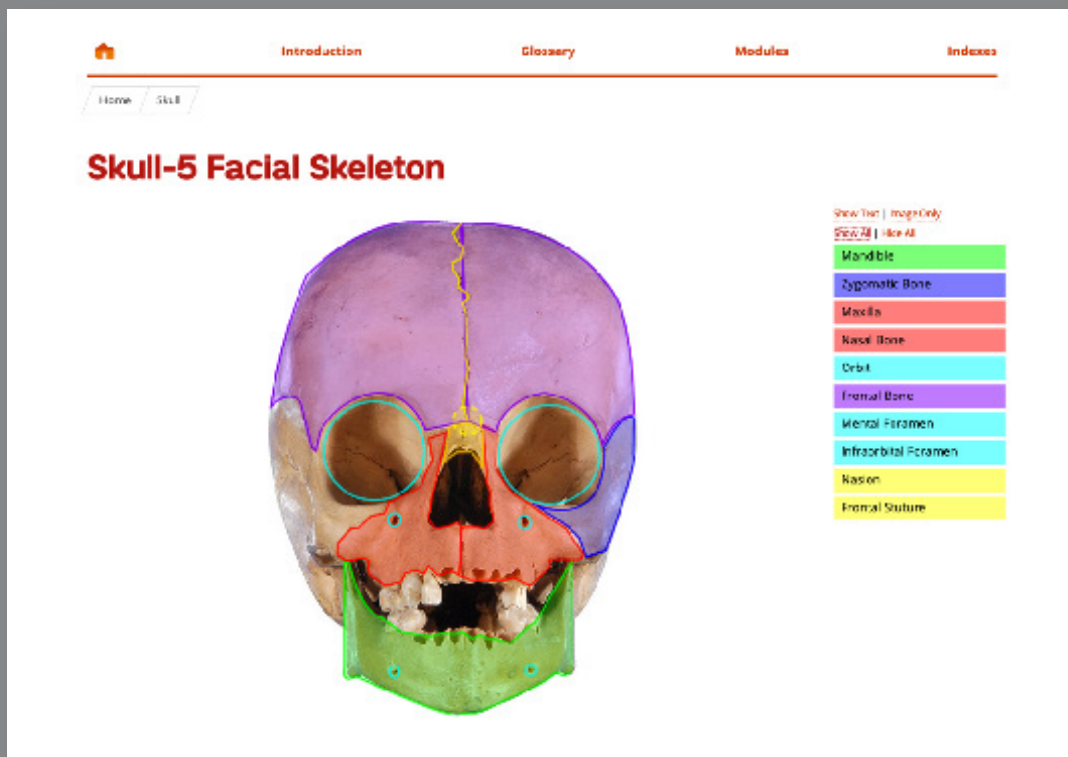 Introduction Glossary Modules Indexes
Home Skull
Skull-5 Facial Skeleton
Show Text | Image Only
Show All | Hide All
Mandible
Zygomatic Bone
Maxilla
Nasal Bone
Orbit
Frontal Bone
Mental Foramen
Infraorbital Foramen
Nasion
Frontal Stuture